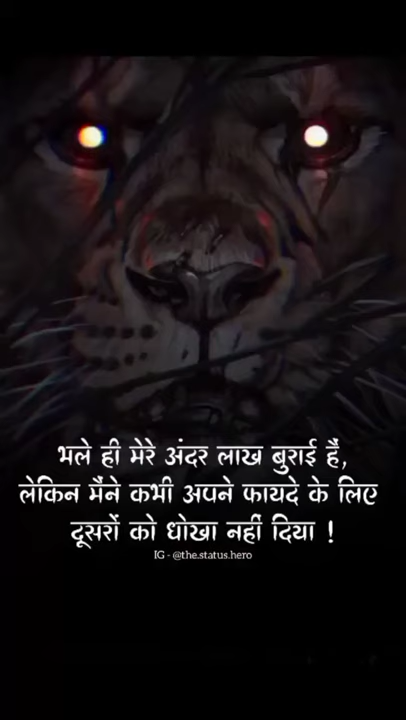 भले ही मेरे अंदर लाख बुराई हैं,
लेकिन मैंने कभी अपने फायदे के लिए
दूसरों को धोखा नहीं दिया !
IG - @the.status.hero